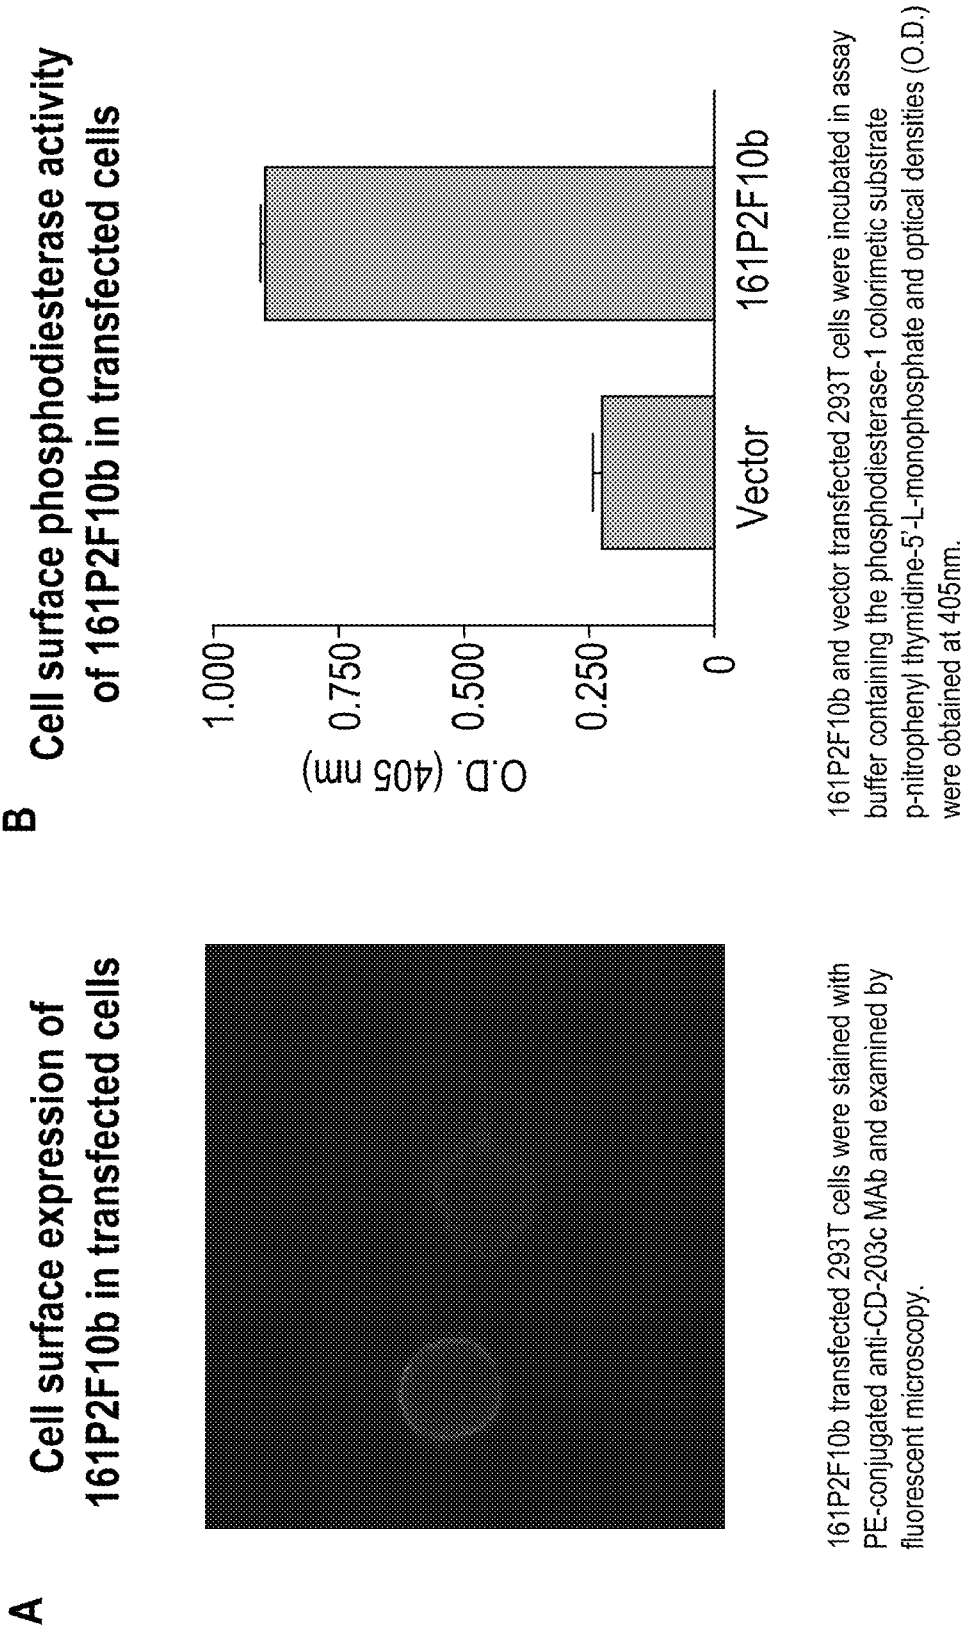 A
Cell surface expression of
161P2F10b in transfected cells
161P2F10b transfected 293T cells were stained with
PE-conjugated anti-CD-203c MAb and examined by
fluorescent microscopy.
B
Cell surface phosphodiesterase activity
of 161P2F10b in transfected cells
O.D. (405 nm)
1.000
0.750
0.500
0.250
0
Vector
161P2F10b
161P2F10b and vector transfected 293T cells were incubated in assay
buffer containing the phosphodiesterase-1 colorimetic substrate
p-nitrophenyl thymidine-5'-L-monophosphate and optical densities (O.D.)
were obtained at 405nm.